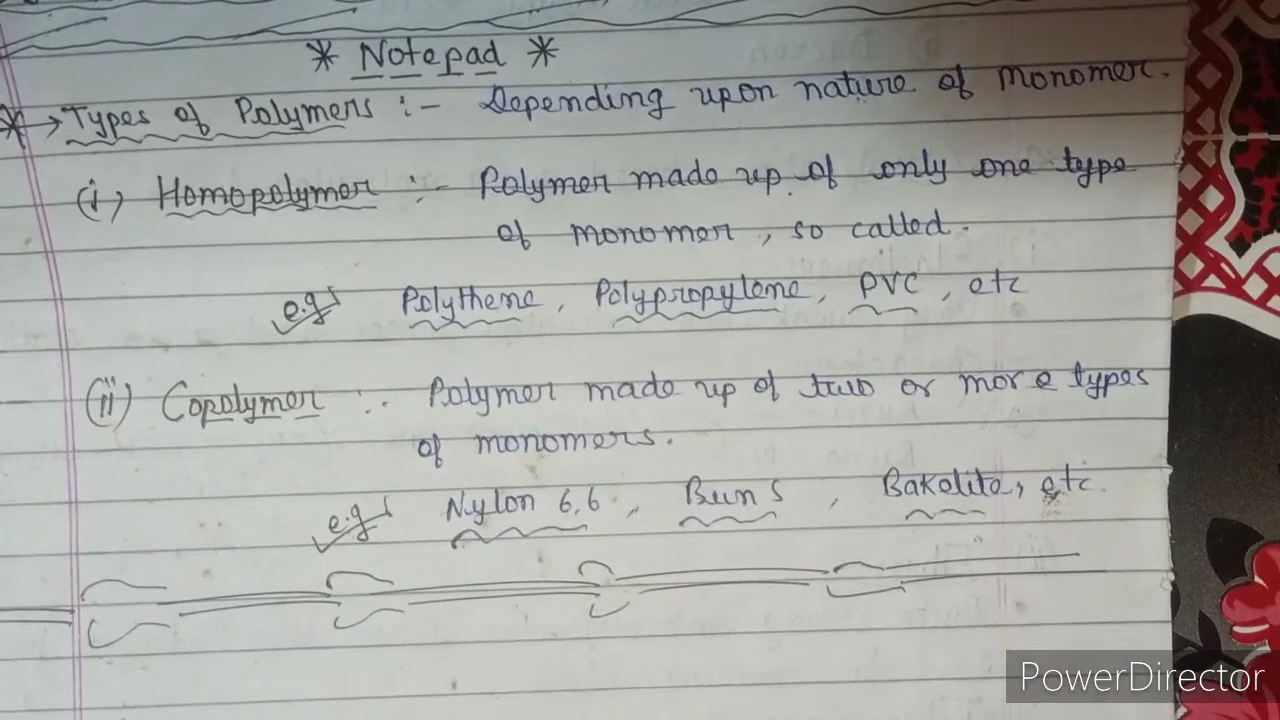 * Notepad *
* → Types of Polymers :- Depending upon nature of monomer.
(i) Homopolymer :- Polymer made up of only one type
of monomer, so called.
e.gs Polythene, Polypropylene, PVC, etc
(ii) Copolymer :. Polymer made up of two or more types
of monomers.
e.gs Nylon 6,6, Bun S, Bakelite, etc.
PowerDirector